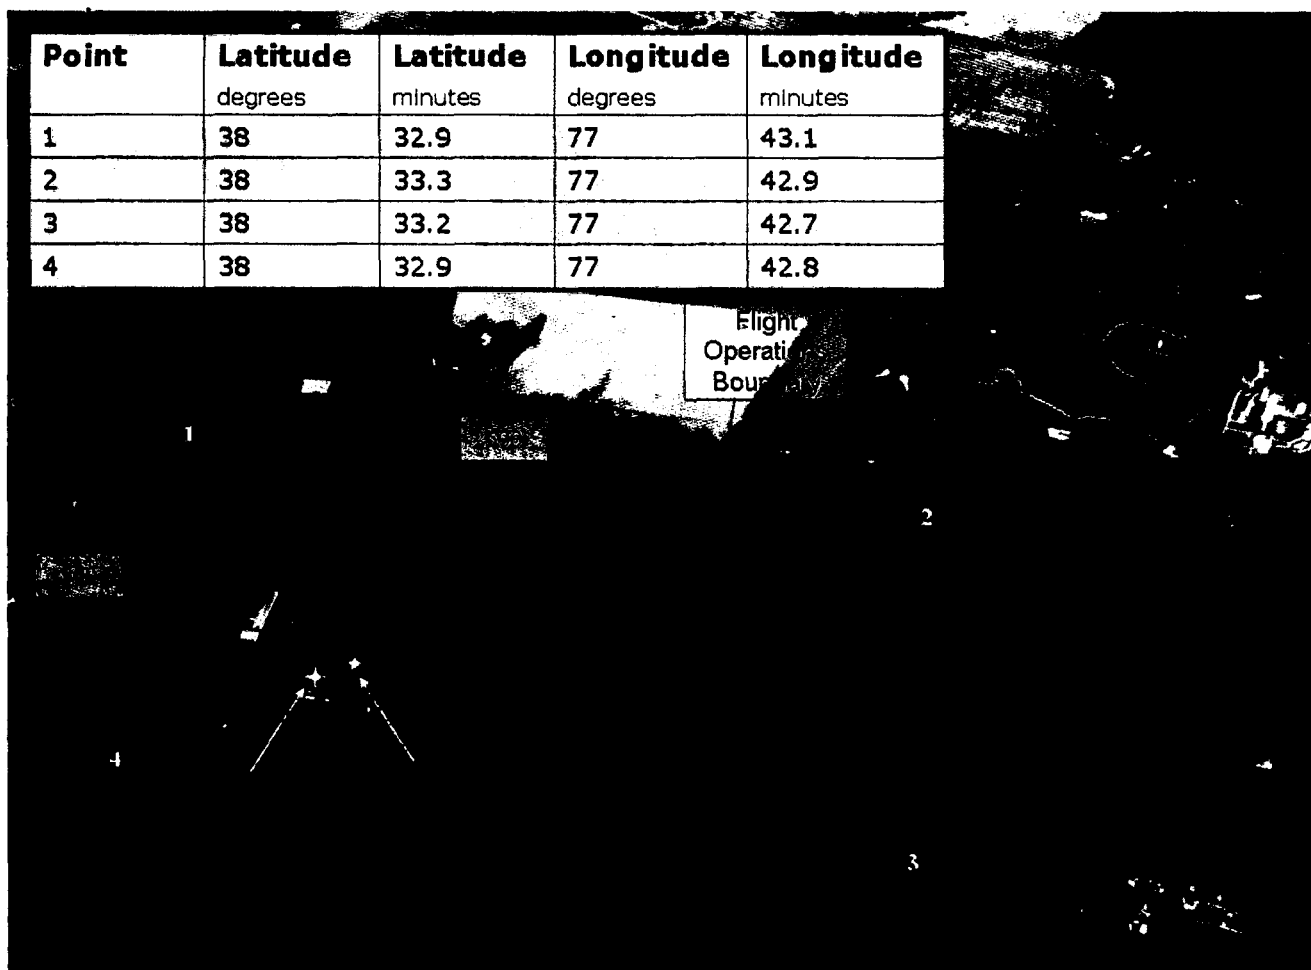 Point Latitude Latitude Longitude Longitude
degrees minutes degrees minutes
1 38 32.9 77 43.1
2 38 33.3 77 42.9
3 38 33.2 77 42.7
4 38 32.9 77 42.8
Flight
1
2
4
3